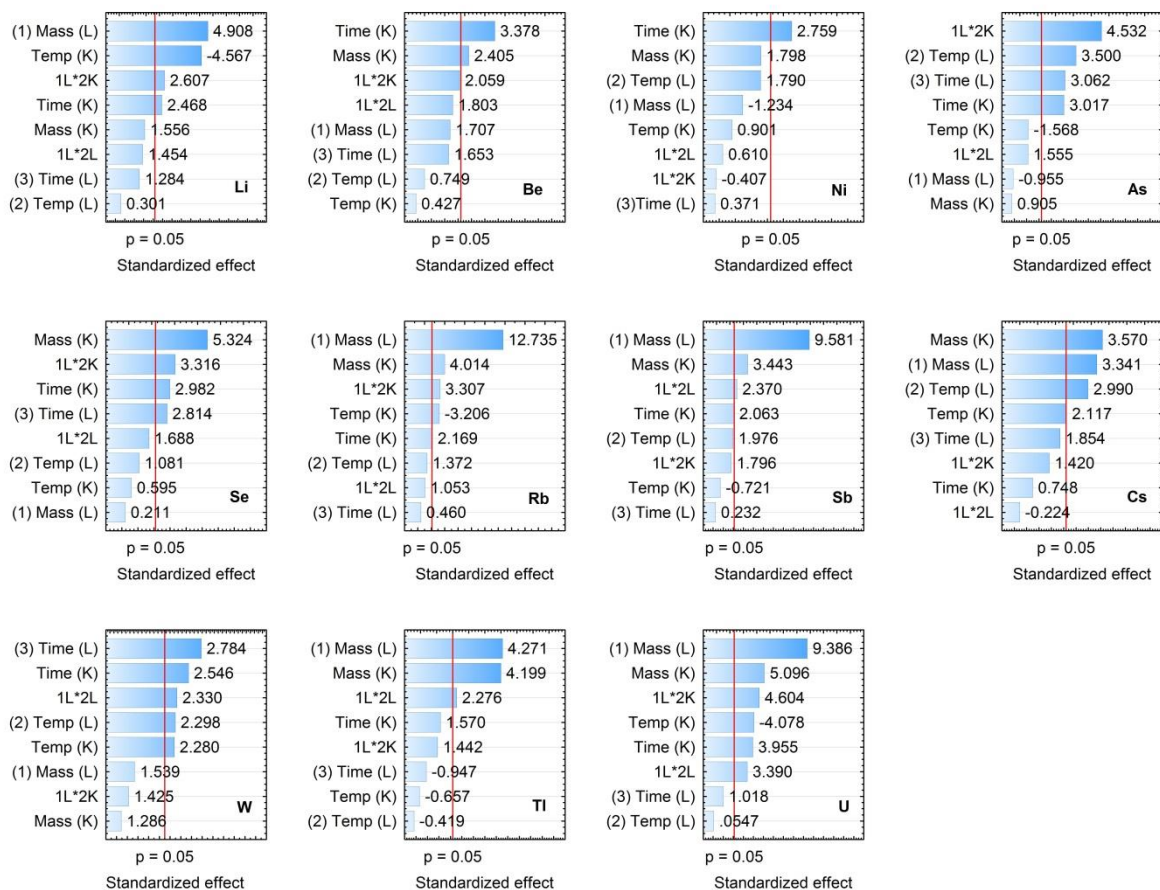 (1) Mass (L) 4.908
Temp (K) -4.567
1L*2K 2.607
Time (K) 2.468
Mass (K) 1.556
1L*2L 1.454
(3) Time (L) 1.284
(2) Temp (L) 0.301
Li
p = 0.05
Standardized effect
Time (K) 3.378
Mass (K) 2.405
1L*2K 2.059
1L*2L 1.803
(1) Mass (L) 1.707
(3) Time (L) 1.653
(2) Temp (L) 0.749
Temp (K) 0.427
Be
p = 0.05
Standardized effect
Time (K) 2.759
Mass (K) 1.798
(2) Temp (L) 1.790
(1) Mass (L) -1.234
Temp (K) 0.901
1L*2L 0.610
1L*2K -0.407
(3)Time (L) 0.371
Ni
p = 0.05
Standardized effect
1L*2K 4.532
(2) Temp (L) 3.500
(3) Time (L) 3.062
Time (K) 3.017
Temp (K) -1.568
1L*2L 1.555
(1) Mass (L) -0.955
Mass (K) 0.905
As
p = 0.05
Standardized effect
Mass (K) 5.324
1L*2K 3.316
Time (K) 2.982
(3) Time (L) 2.814
1L*2L 1.688
(2) Temp (L) 1.081
Temp (K) 0.595
(1) Mass (L) 0.211
Se
p = 0.05
Standardized effect
(1) Mass (L) 12.735
Mass (K) 4.014
1L*2K 3.307
Temp (K) -3.206
Time (K) 2.169
(2) Temp (L) 1.372
1L*2L 1.053
(3) Time (L) 0.460
Rb
p = 0.05
Standardized effect
(1) Mass (L) 9.581
Mass (K) 3.443
1L*2L 2.370
Time (K) 2.063
(2) Temp (L) 1.976
1L*2K 1.796
Temp (K) -0.721
(3) Time (L) 0.232
Sb
p = 0.05
Standardized effect
Mass (K) 3.570
(1) Mass (L) 3.341
(2) Temp (L) 2.990
Temp (K) 2.117
(3) Time (L) 1.854
1L*2K 1.420
Time (K) 0.748
1L*2L -0.224
Cs
p = 0.05
Standardized effect
(3) Time (L) 2.784
Time (K) 2.546
1L*2L 2.330
(2) Temp (L) 2.298
Temp (K) 2.280
(1) Mass (L) 1.539
1L*2K 1.425
Mass (K) 1.286
W
p = 0.05
Standardized effect
(1) Mass (L) 4.271
Mass (K) 4.199
1L*2L 2.276
Time (K) 1.570
1L*2K 1.442
(3) Time (L) -0.947
Temp (K) -0.657
(2) Temp (L) -0.419
Tl
p = 0.05
Standardized effect
(1) Mass (L) 9.386
Mass (K) 5.096
1L*2K 4.604
Temp (K) -4.078
Time (K) 3.955
1L*2L 3.390
(3) Time (L) 1.018
(2) Temp (L) .0547
U
p = 0.05
Standardized effect